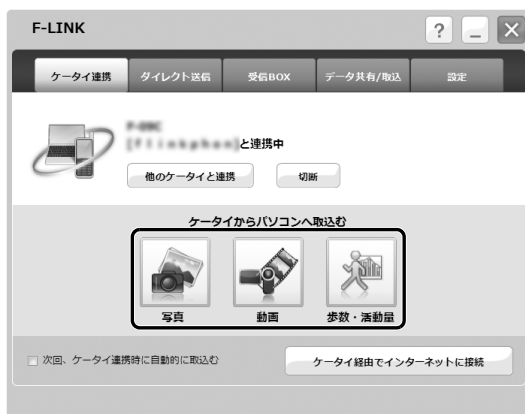 F-LINK
?
ケータイ連携 ダイレクト送信 受信BOX データ共有/取込 設定
と連携中
他のケータイと連携 切断
ケータイからパソコンへ取込む
写真 動画 歩数・活動量
次回、ケータイ連携時に自動的に取込む
ケータイ経由でインターネットに接続